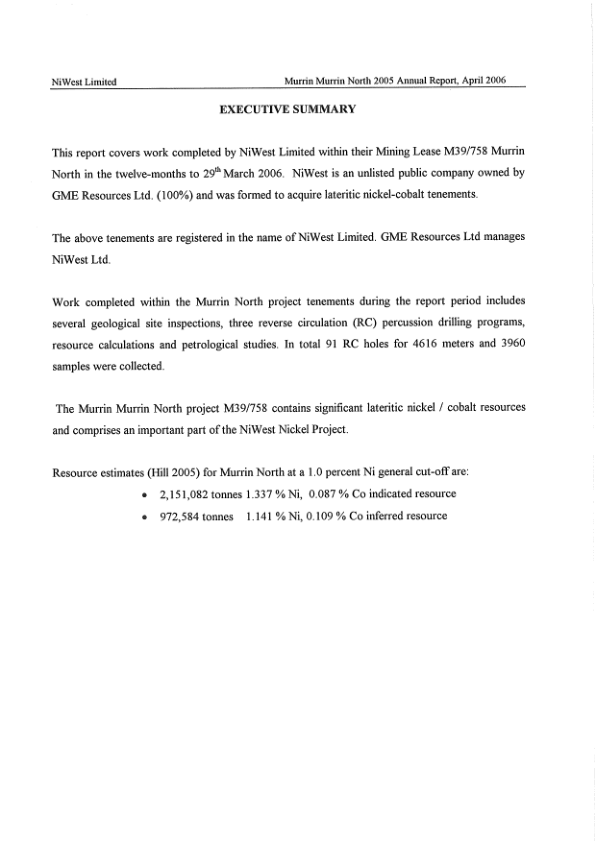 NiWest Limited Murrin Murrin North 2005 Annual Report, April 2006
EXECUTIVE SUMMARY
This report covers work completed by NiWest Limited within their Mining Lease M39/758 Murrin
North in the twelve-months to 29th March 2006. NiWest is an unlisted public company owned by
GME Resources Ltd. (100%) and was formed to acquire lateritic nickel-cobalt tenements.
The above tenements are registered in the name of NiWest Limited. GME Resources Ltd manages
NiWest Ltd.
Work completed within the Murrin North project tenements during the report period includes
several geological site inspections, three reverse circulation (RC) percussion drilling programs,
resource calculations and petrological studies. In total 91 RC holes for 4616 meters and 3960
samples were collected.
The Murrin Murrin North project M39/758 contains significant lateritic nickel / cobalt resources
and comprises an important part of the NiWest Nickel Project.
Resource estimates (Hill 2005) for Murrin North at a 1.0 percent Ni general cut-off are:
• 2,151,082 tonnes 1.337 % Ni, 0.087 % Co indicated resource
• 972,584 tonnes 1.141 % Ni, 0.109 % Co inferred resource